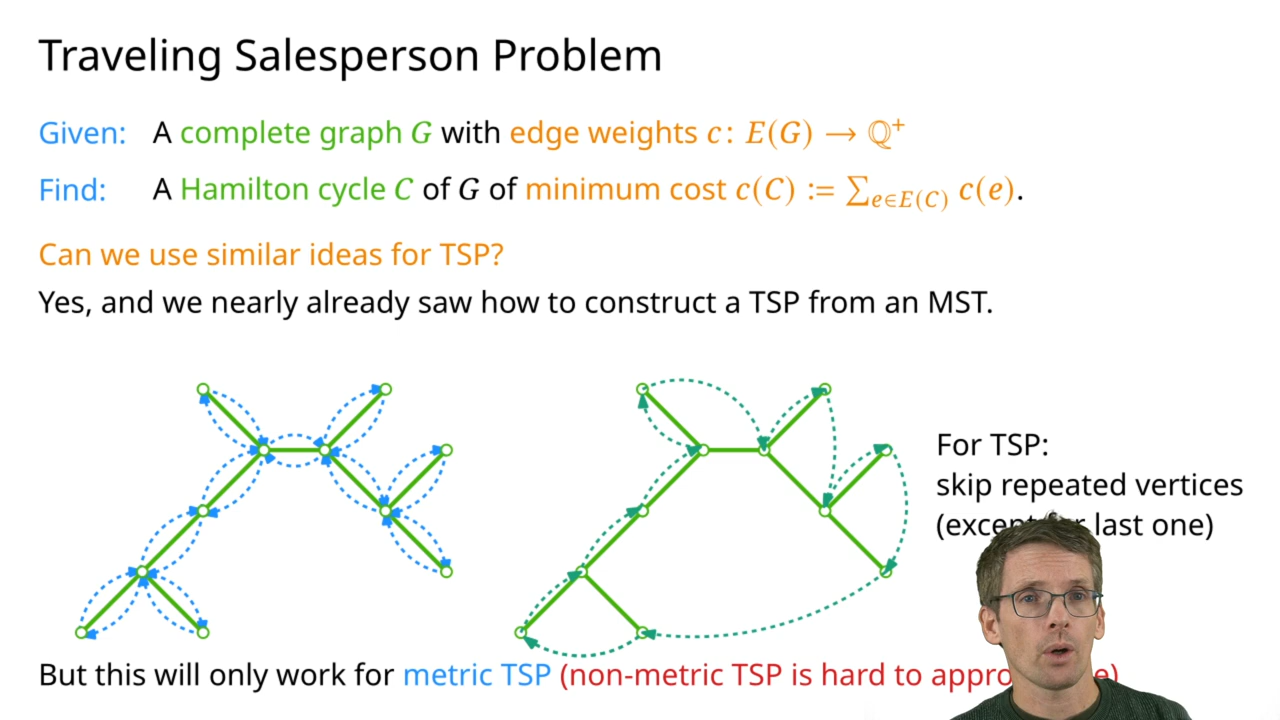 Traveling Salesperson Problem
Given: A complete graph G with edge weights c: E(G) → ℚ⁺
Find: A Hamilton cycle C of G of minimum cost c(C) := ∑_{e∈E(C)} c(e).
Can we use similar ideas for TSP?
Yes, and we nearly already saw how to construct a TSP from an MST.
For TSP:
skip repeated vertices
(except for last one)
But this will only work for metric TSP (non-metric TSP is hard to